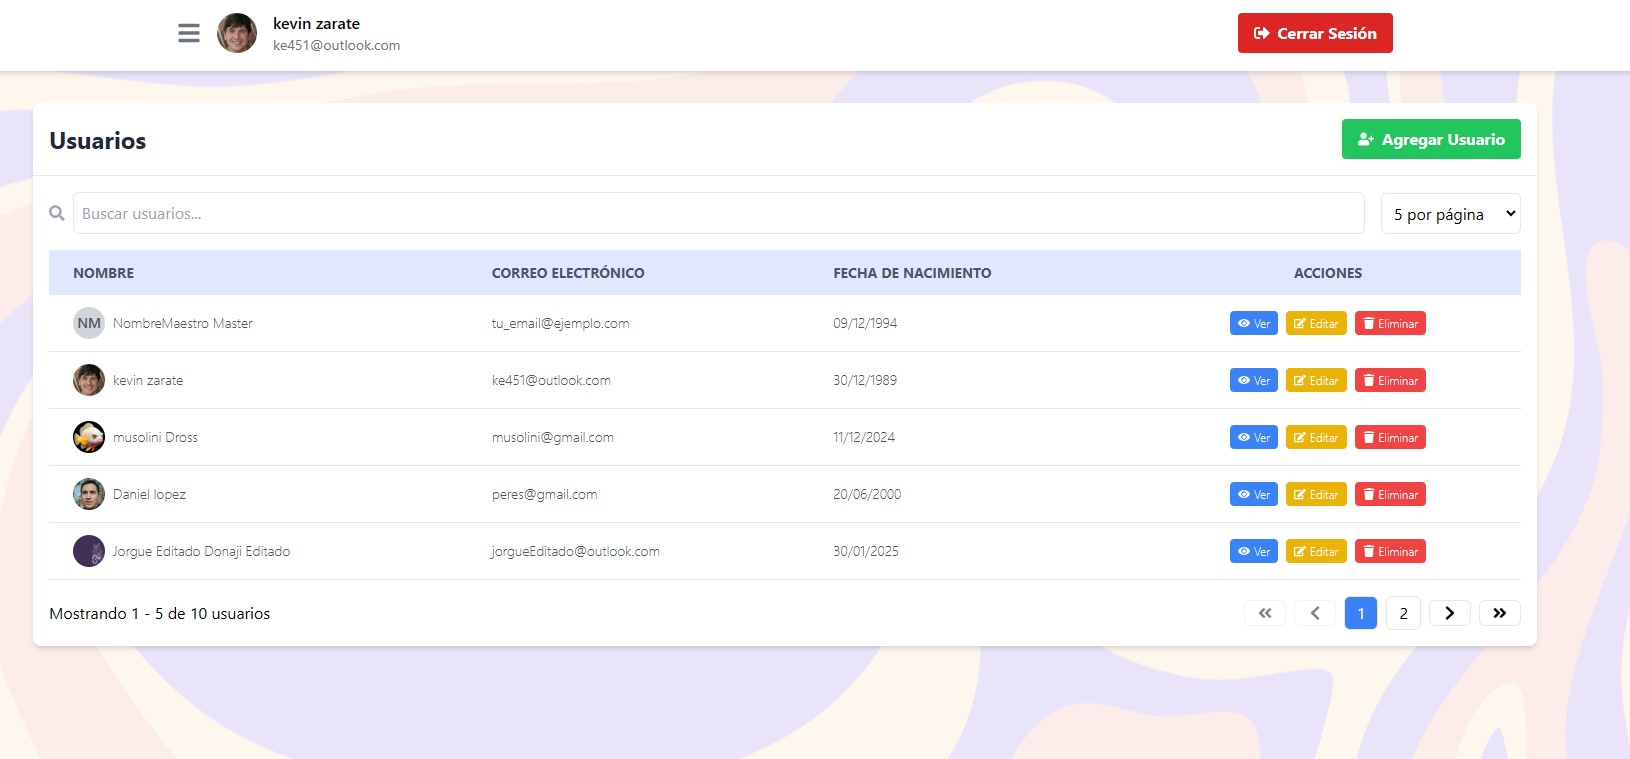 kevin zarate
ke451@outlook.com
Cerrar Sesión
Usuarios
Agregar Usuario
Buscar usuarios...
5 por página
NOMBRE CORREO ELECTRÓNICO FECHA DE NACIMIENTO ACCIONES
NM NombreMaestro Master tu_email@ejemplo.com 09/12/1994 Ver Editar Eliminar
kevin zarate ke451@outlook.com 30/12/1989 Ver Editar Eliminar
musolini Dross musolini@gmail.com 11/12/2024 Ver Editar Eliminar
Daniel lopez peres@gmail.com 20/06/2000 Ver Editar Eliminar
Jorgue Editado Donaji Editado jorgueEditado@outlook.com 30/01/2025 Ver Editar Eliminar
Mostrando 1 - 5 de 10 usuarios
1 2